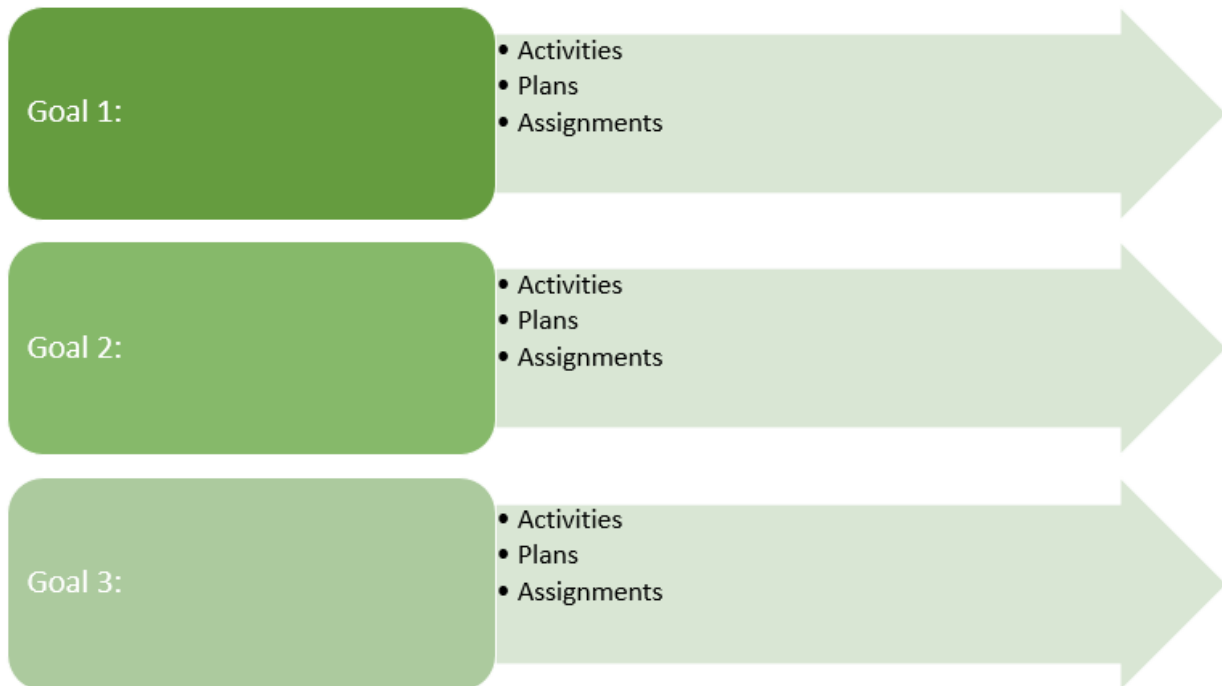 Goal 1:
• Activities
• Plans
• Assignments
Goal 2:
• Activities
• Plans
• Assignments
Goal 3:
• Activities
• Plans
• Assignments